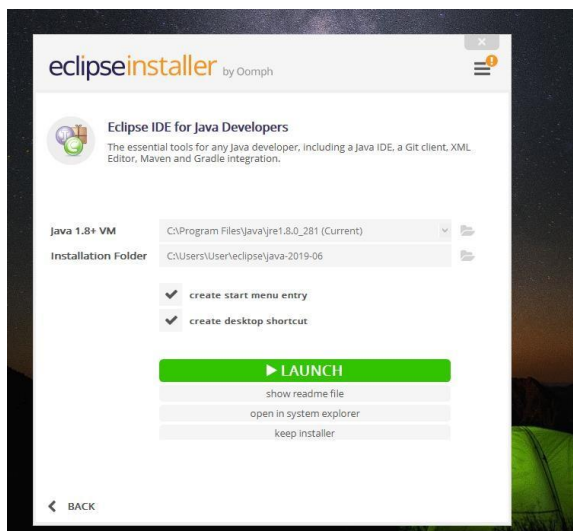 eclipseinstaller by Oomph
!
Eclipse IDE for Java Developers
The essential tools for any Java developer, including a Java IDE, a Git client, XML
Editor, Maven and Gradle integration.
Java 1.8+ VM C:\Program Files\Java\jre1.8.0_281 (Current)
Installation Folder C:\Users\User\eclipse\java-2019-06
create start menu entry
create desktop shortcut
LAUNCH
show readme file
open in system explorer
keep installer
BACK